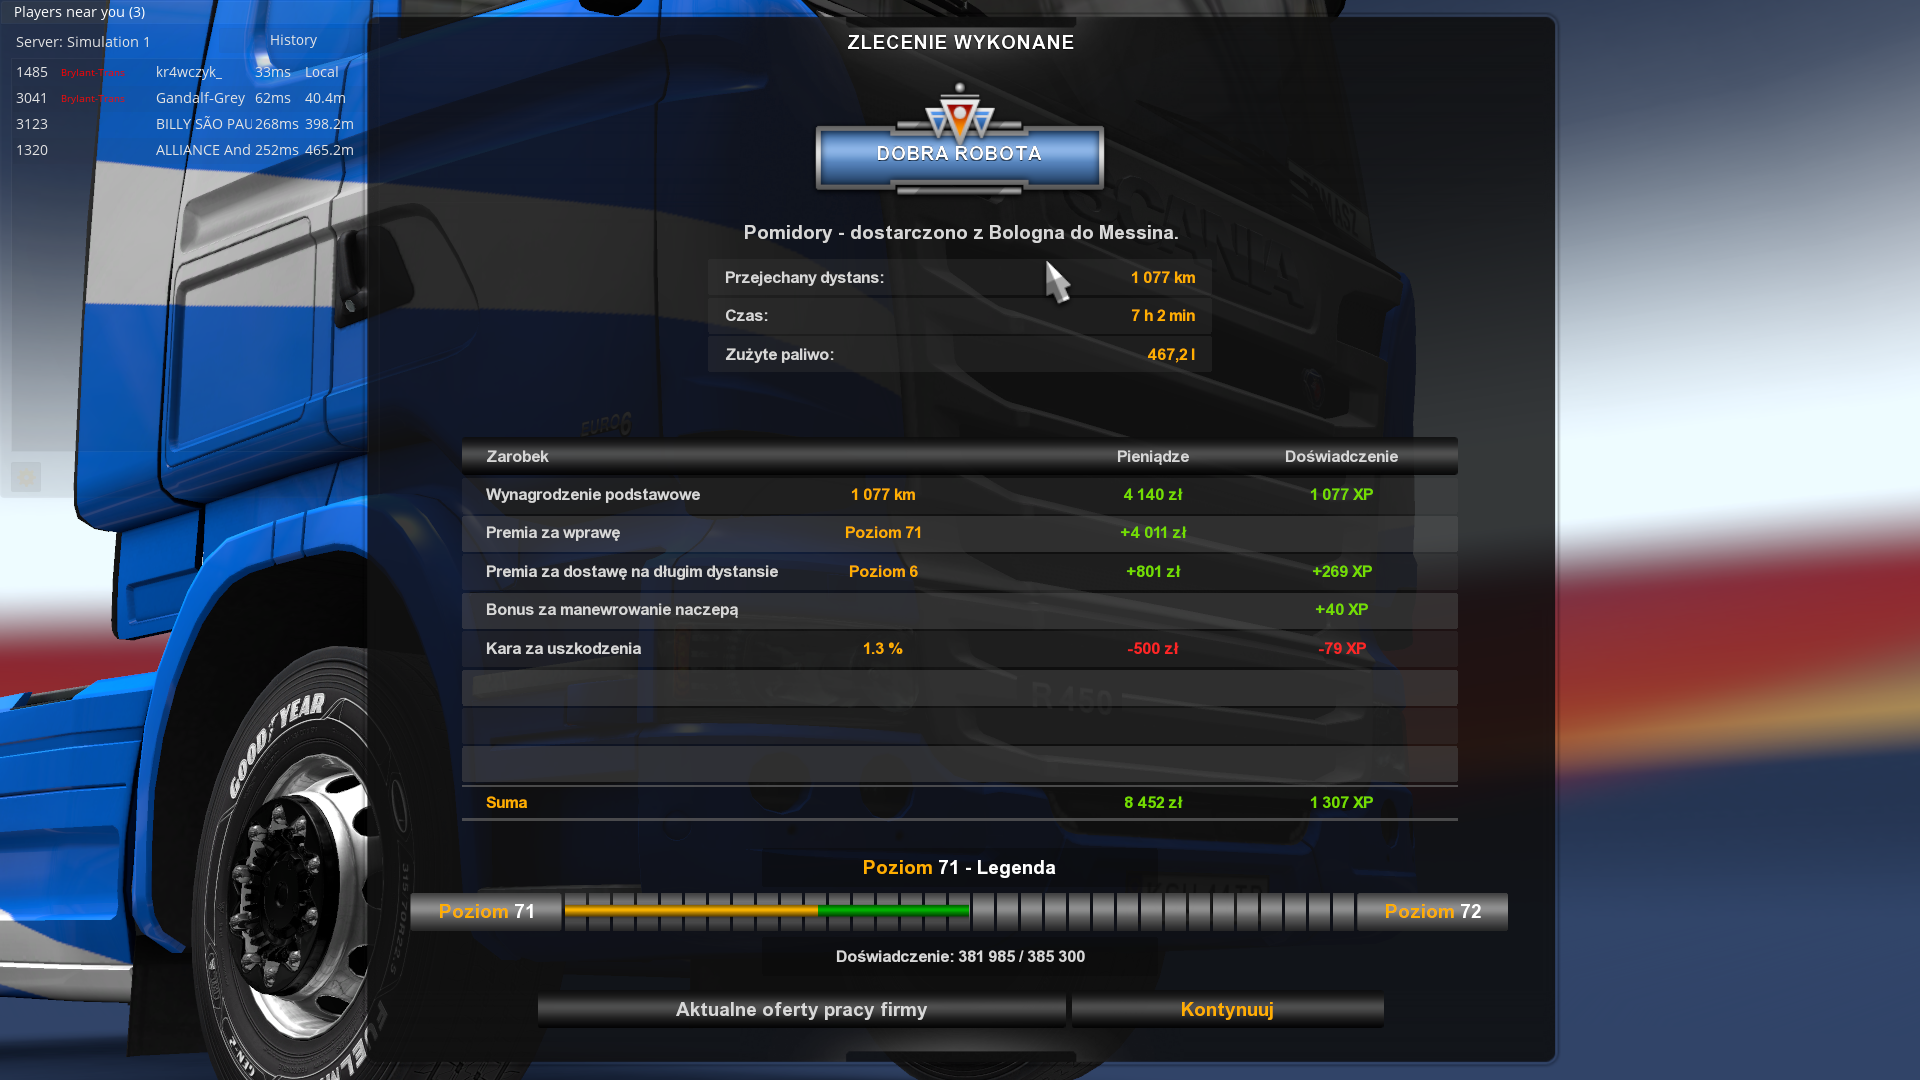 Players near you (3)
Server: Simulation 1
History
1485 kr4wczyk_ 33ms Local
3041 Gandalf-Grey 62ms 40.4m
3123 BILLY SÃO PAU 268ms 398.2m
1320 ALLIANCE And 252ms 465.2m
ZLECENIE WYKONANE
DOBRA ROBOTA
Pomidory - dostarczono z Bologna do Messina.
Przejechany dystans: 1 077 km
Czas: 7 h 2 min
Zużyte paliwo: 467,2 l
EURO6
SCANIA
Zarobek Pieniądze Doświadczenie
Wynagrodzenie podstawowe 1 077 km 4 140 zł 1 077 XP
Premia za wprawę Poziom 71 +4 011 zł
Premia za dostawę na długim dystansie Poziom 6 +801 zł +269 XP
Bonus za manewrowanie naczepą +40 XP
Kara za uszkodzenia 1.3 % -500 zł -79 XP
R 450
Suma 8 452 zł 1 307 XP
GOODYEAR
Poziom 71 - Legenda
Poziom 71
Poziom 72
Doświadczenie: 381 985 / 385 300
Aktualne oferty pracy firmy
Kontynuuj